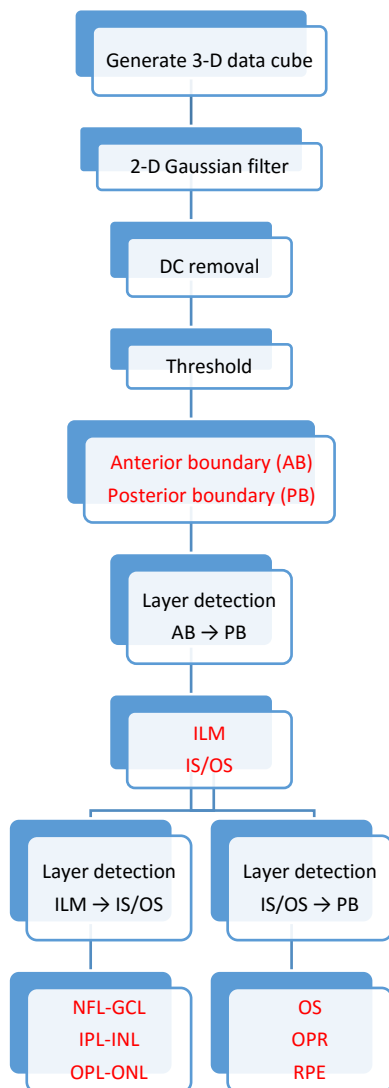 Generate 3-D data cube
2-D Gaussian filter
DC removal
Threshold
Anterior boundary (AB)
Posterior boundary (PB)
Layer detection
AB → PB
ILM
IS/OS
Layer detection
ILM → IS/OS
Layer detection
IS/OS → PB
NFL-GCL
IPL-INL
OPL-ONL
OS
OPR
RPE